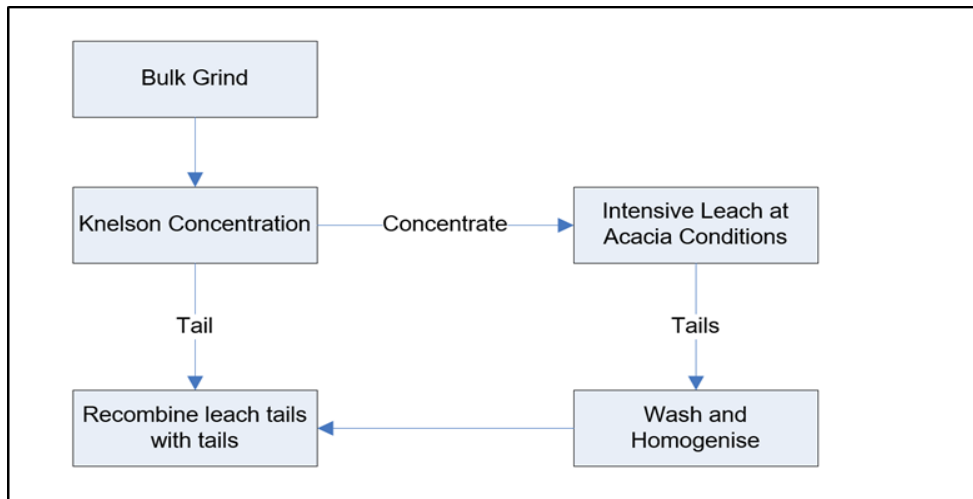 Bulk Grind
Knelson Concentration
Concentrate
Intensive Leach at
Acacia Conditions
Tail
Tails
Recombine leach tails
with tails
Wash and
Homogenise